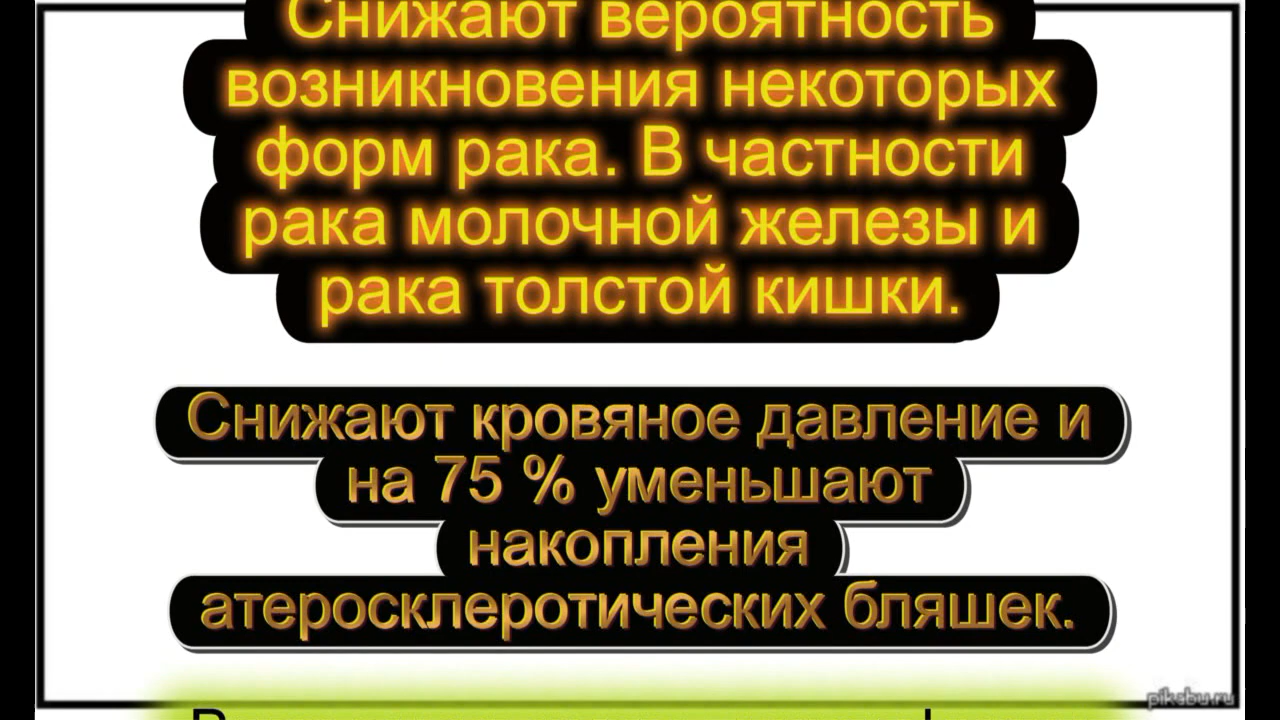 Снижают вероятность
возникновения некоторых
форм рака. В частности
рака молочной железы и
рака толстой кишки.
Снижают кровяное давление и
на 75 % уменьшают
накопления
атеросклеротических бляшек.
pikabu.ru